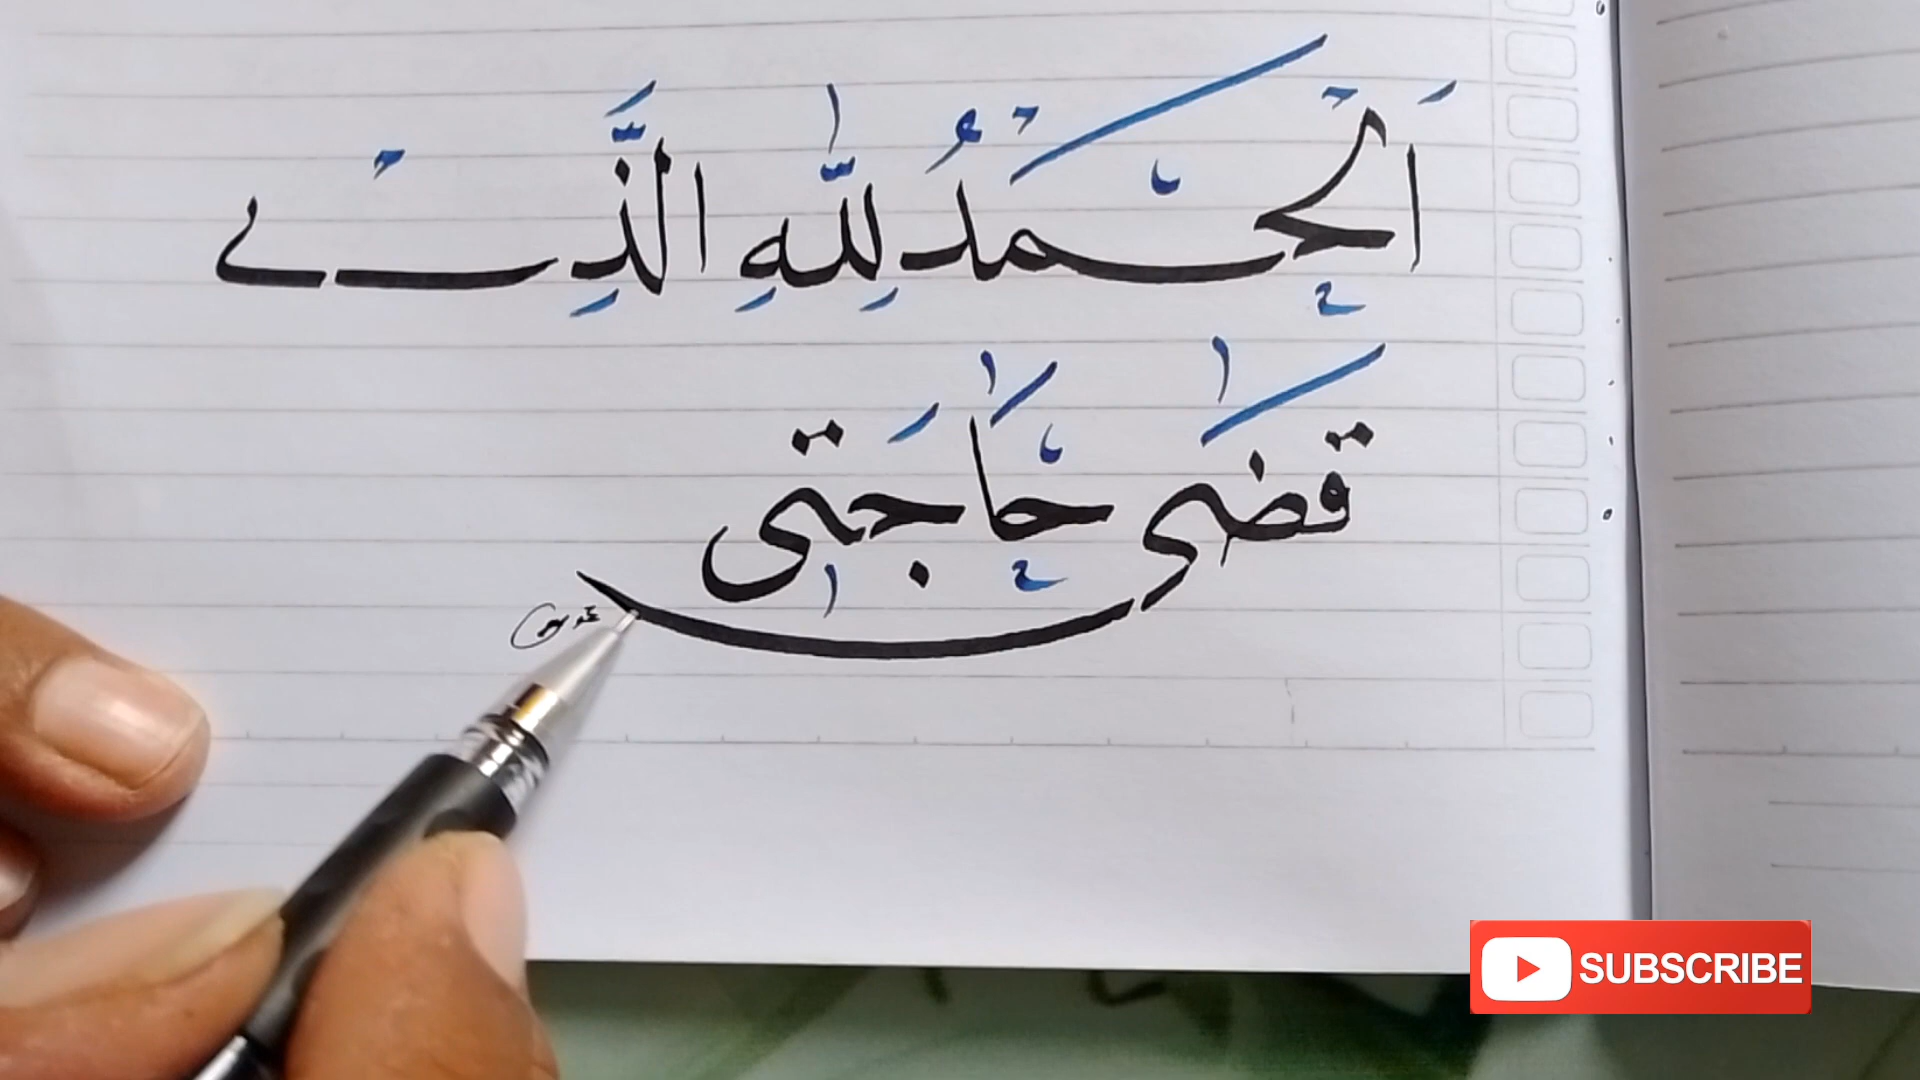 اَلْحَمْدُ لِلّٰهِ الَّذِيْ
قَضٰى حَاجَتِى
SUBSCRIBE